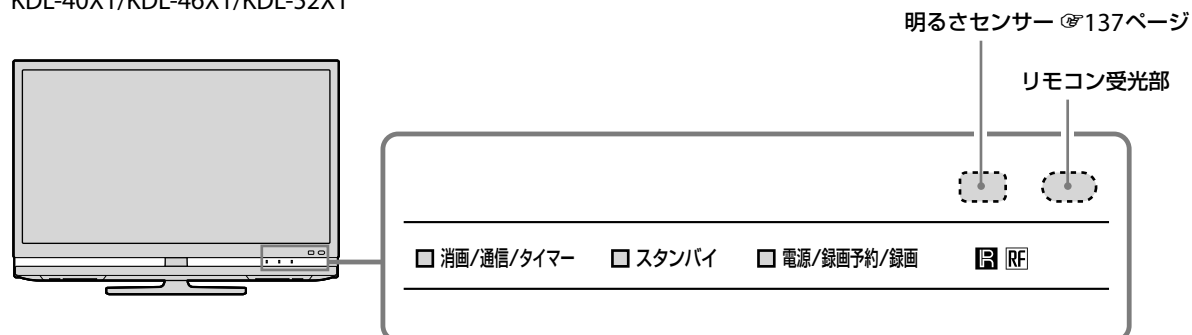 KDL-40X1/KDL-46X1/KDL-52X1
明るさセンサー ☞137ページ
リモコン受光部
消画/通信/タイマー スタンバイ 電源/録画予約/録画 R RF